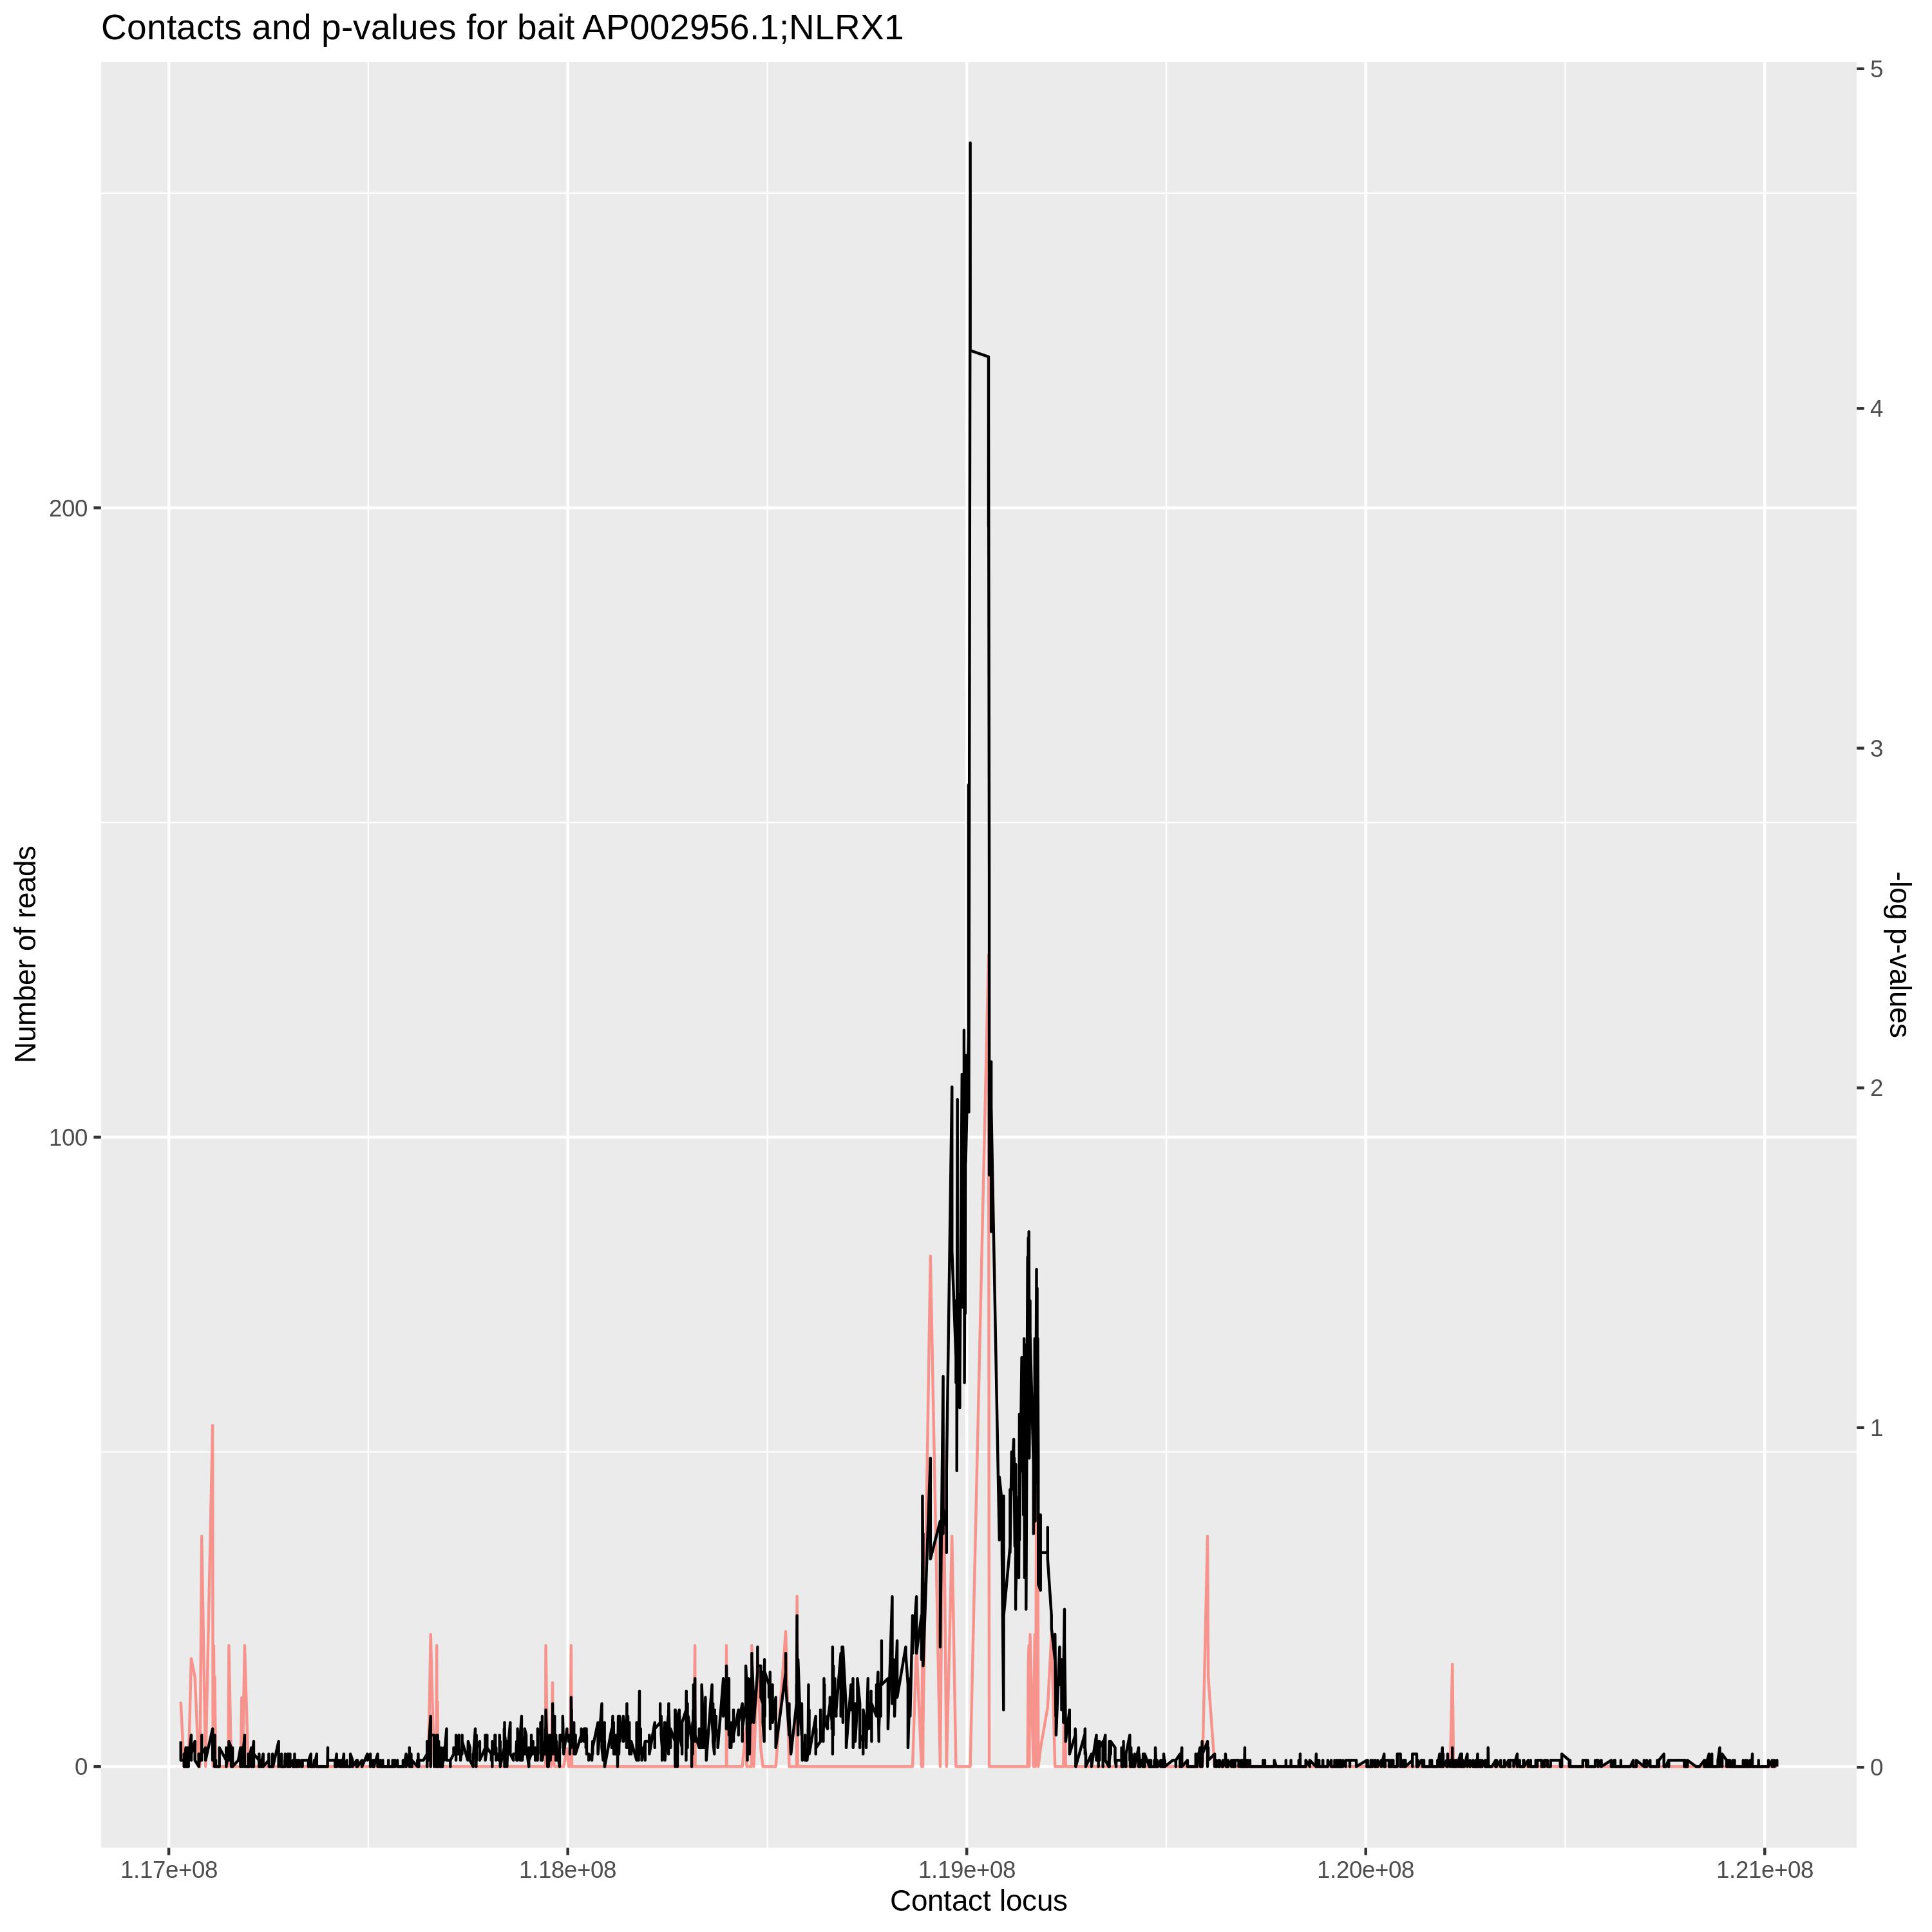 Contacts and p-values for bait AP002956.1;NLRX1
Number of reads
200
100
0
5
4
3
2
1
0
-log p-values
1.17e+08
1.18e+08
1.19e+08
1.20e+08
1.21e+08
Contact locus